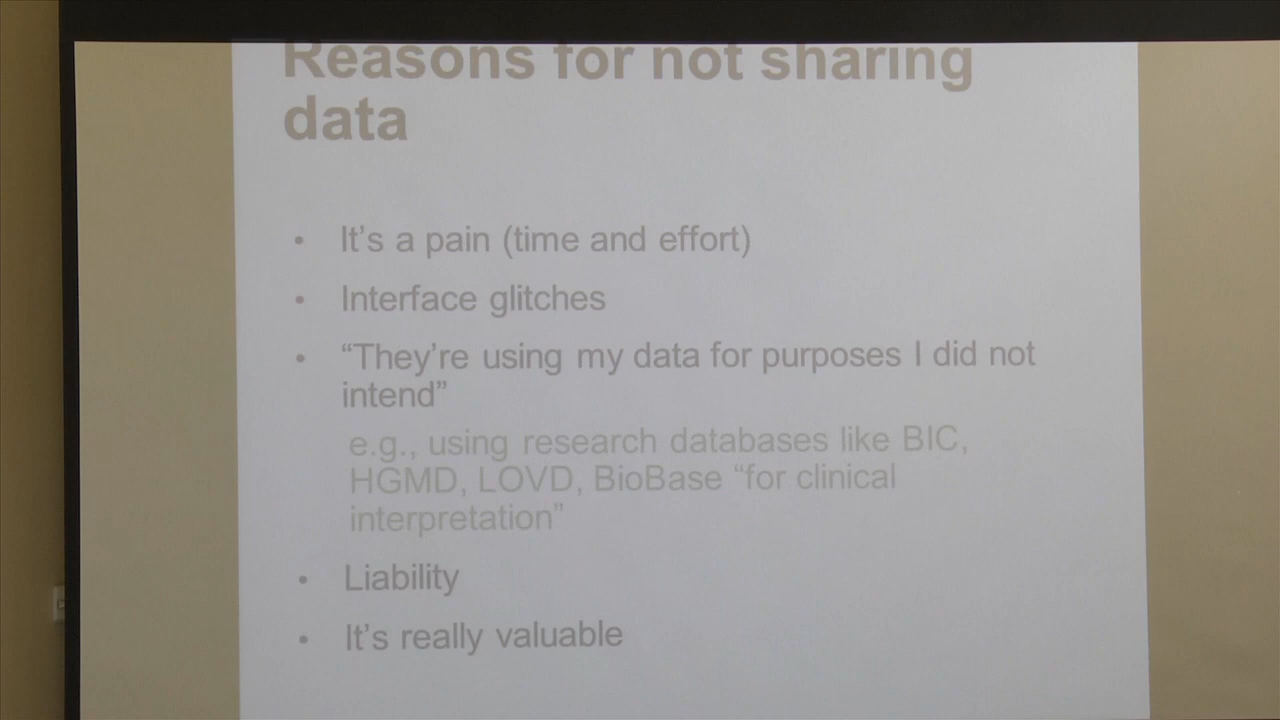 Reasons for not sharing
data
• It's a pain (time and effort)
• Interface glitches
• “They're using my data for purposes I did not
intend”
e.g., using research databases like BIC,
HGMD, LOVD, BioBase “for clinical
interpretation”
• Liability
• It's really valuable